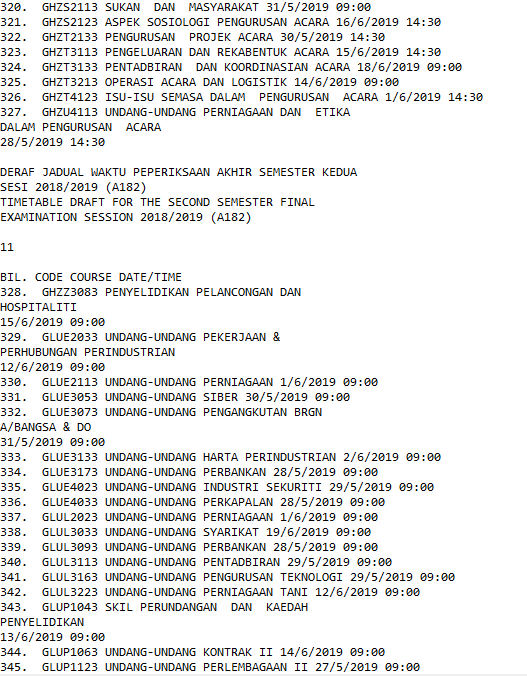 320.  GHZS2113 SUKAN  DAN  MASYARAKAT 31/5/2019 09:00
321.  GHZS2123 ASPEK SOSIOLOGI PENGURUSAN ACARA 16/6/2019 14:30
322.  GHZT2133 PENGURUSAN  PROJEK ACARA 30/5/2019 14:30
323.  GHZT3113 PENGELUARAN DAN REKABENTUK ACARA 15/6/2019 14:30
324.  GHZT3133 PENTADBIRAN  DAN KOORDINASIAN ACARA 18/6/2019 09:00
325.  GHZT3213 OPERASI ACARA DAN LOGISTIK 14/6/2019 09:00
326.  GHZT4123 ISU-ISU SEMASA DALAM  PENGURUSAN  ACARA 1/6/2019 14:30
327.  GHZU4113 UNDANG-UNDANG PERNIAGAAN DAN  ETIKA
DALAM PENGURUSAN  ACARA
28/5/2019 14:30
DERAF JADUAL WAKTU PEPERIKSAAN AKHIR SEMESTER KEDUA
SESI 2018/2019 (A182)
TIMETABLE DRAFT FOR THE SECOND SEMESTER FINAL
EXAMINATION SESSION 2018/2019 (A182)
11
BIL. CODE COURSE DATE/TIME
328.  GHZZ3083 PENYELIDIKAN PELANCONGAN DAN
HOSPITALITI
15/6/2019 09:00
329.  GLUE2033 UNDANG-UNDANG PEKERJAAN &
PERHUBUNGAN PERINDUSTRIAN
12/6/2019 09:00
330.  GLUE2113 UNDANG-UNDANG PERNIAGAAN 1/6/2019 09:00
331.  GLUE3053 UNDANG-UNDANG SIBER 30/5/2019 09:00
332.  GLUE3073 UNDANG-UNDANG PENGANGKUTAN BRGN
A/BANGSA & DO
31/5/2019 09:00
333.  GLUE3133 UNDANG-UNDANG HARTA PERINDUSTRIAN 2/6/2019 09:00
334.  GLUE3173 UNDANG-UNDANG PERBANKAN 28/5/2019 09:00
335.  GLUE4023 UNDANG-UNDANG INDUSTRI SEKURITI 29/5/2019 09:00
336.  GLUE4033 UNDANG-UNDANG PERKAPALAN 28/5/2019 09:00
337.  GLUL2023 UNDANG-UNDANG PERNIAGAAN 1/6/2019 09:00
338.  GLUL3033 UNDANG-UNDANG SYARIKAT 19/6/2019 09:00
339.  GLUL3093 UNDANG-UNDANG PERBANKAN 28/5/2019 09:00
340.  GLUL3113 UNDANG-UNDANG PENTADBIRAN 29/5/2019 09:00
341.  GLUL3163 UNDANG-UNDANG PENGURUSAN TEKNOLOGI 29/5/2019 09:00
342.  GLUL3223 UNDANG-UNDANG PERNIAGAAN TANI 12/6/2019 09:00
343.  GLUP1043 SKIL PERUNDANGAN  DAN  KAEDAH
PENYELIDIKAN
13/6/2019 09:00
344.  GLUP1063 UNDANG-UNDANG KONTRAK II 14/6/2019 09:00
345.  GLUP1123 UNDANG-UNDANG PERLEMBAGAAN II 27/5/2019 09:00